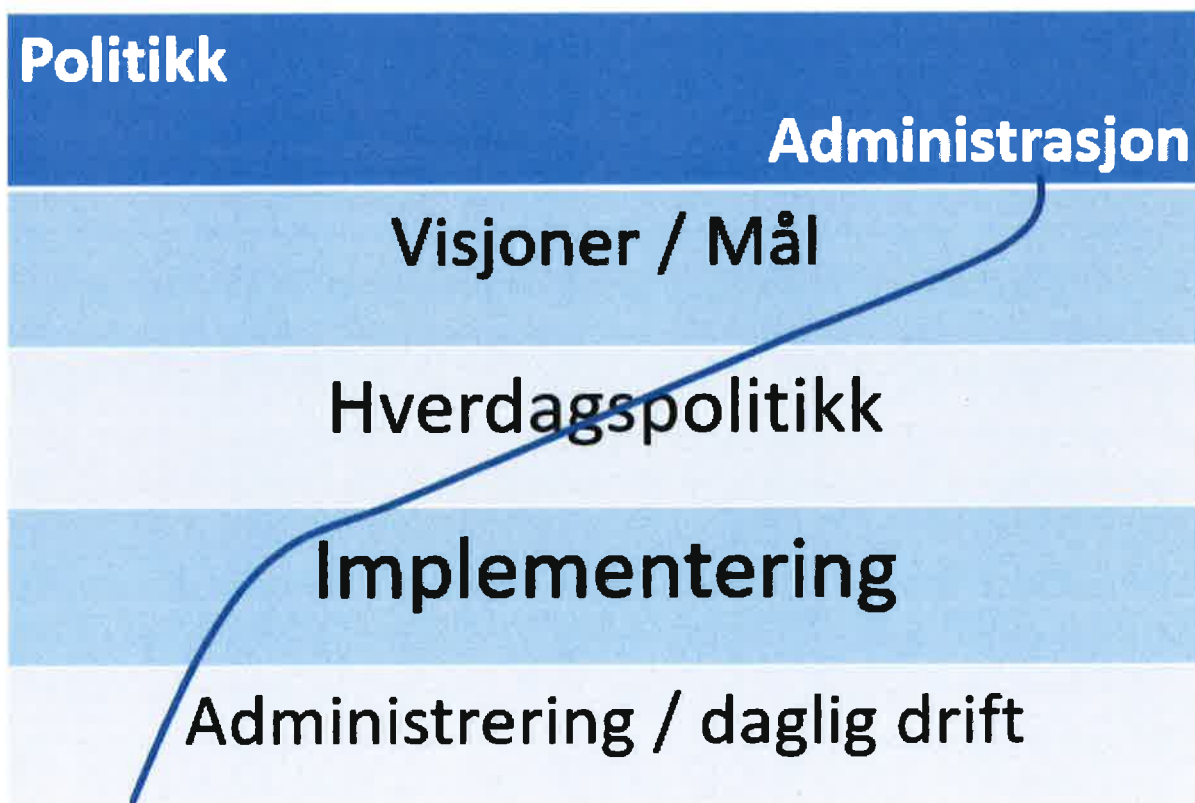 Politikk
Administrasjon
Visjoner / Mål
Hverdagspolitikk
Implementering
Administrering / daglig drift